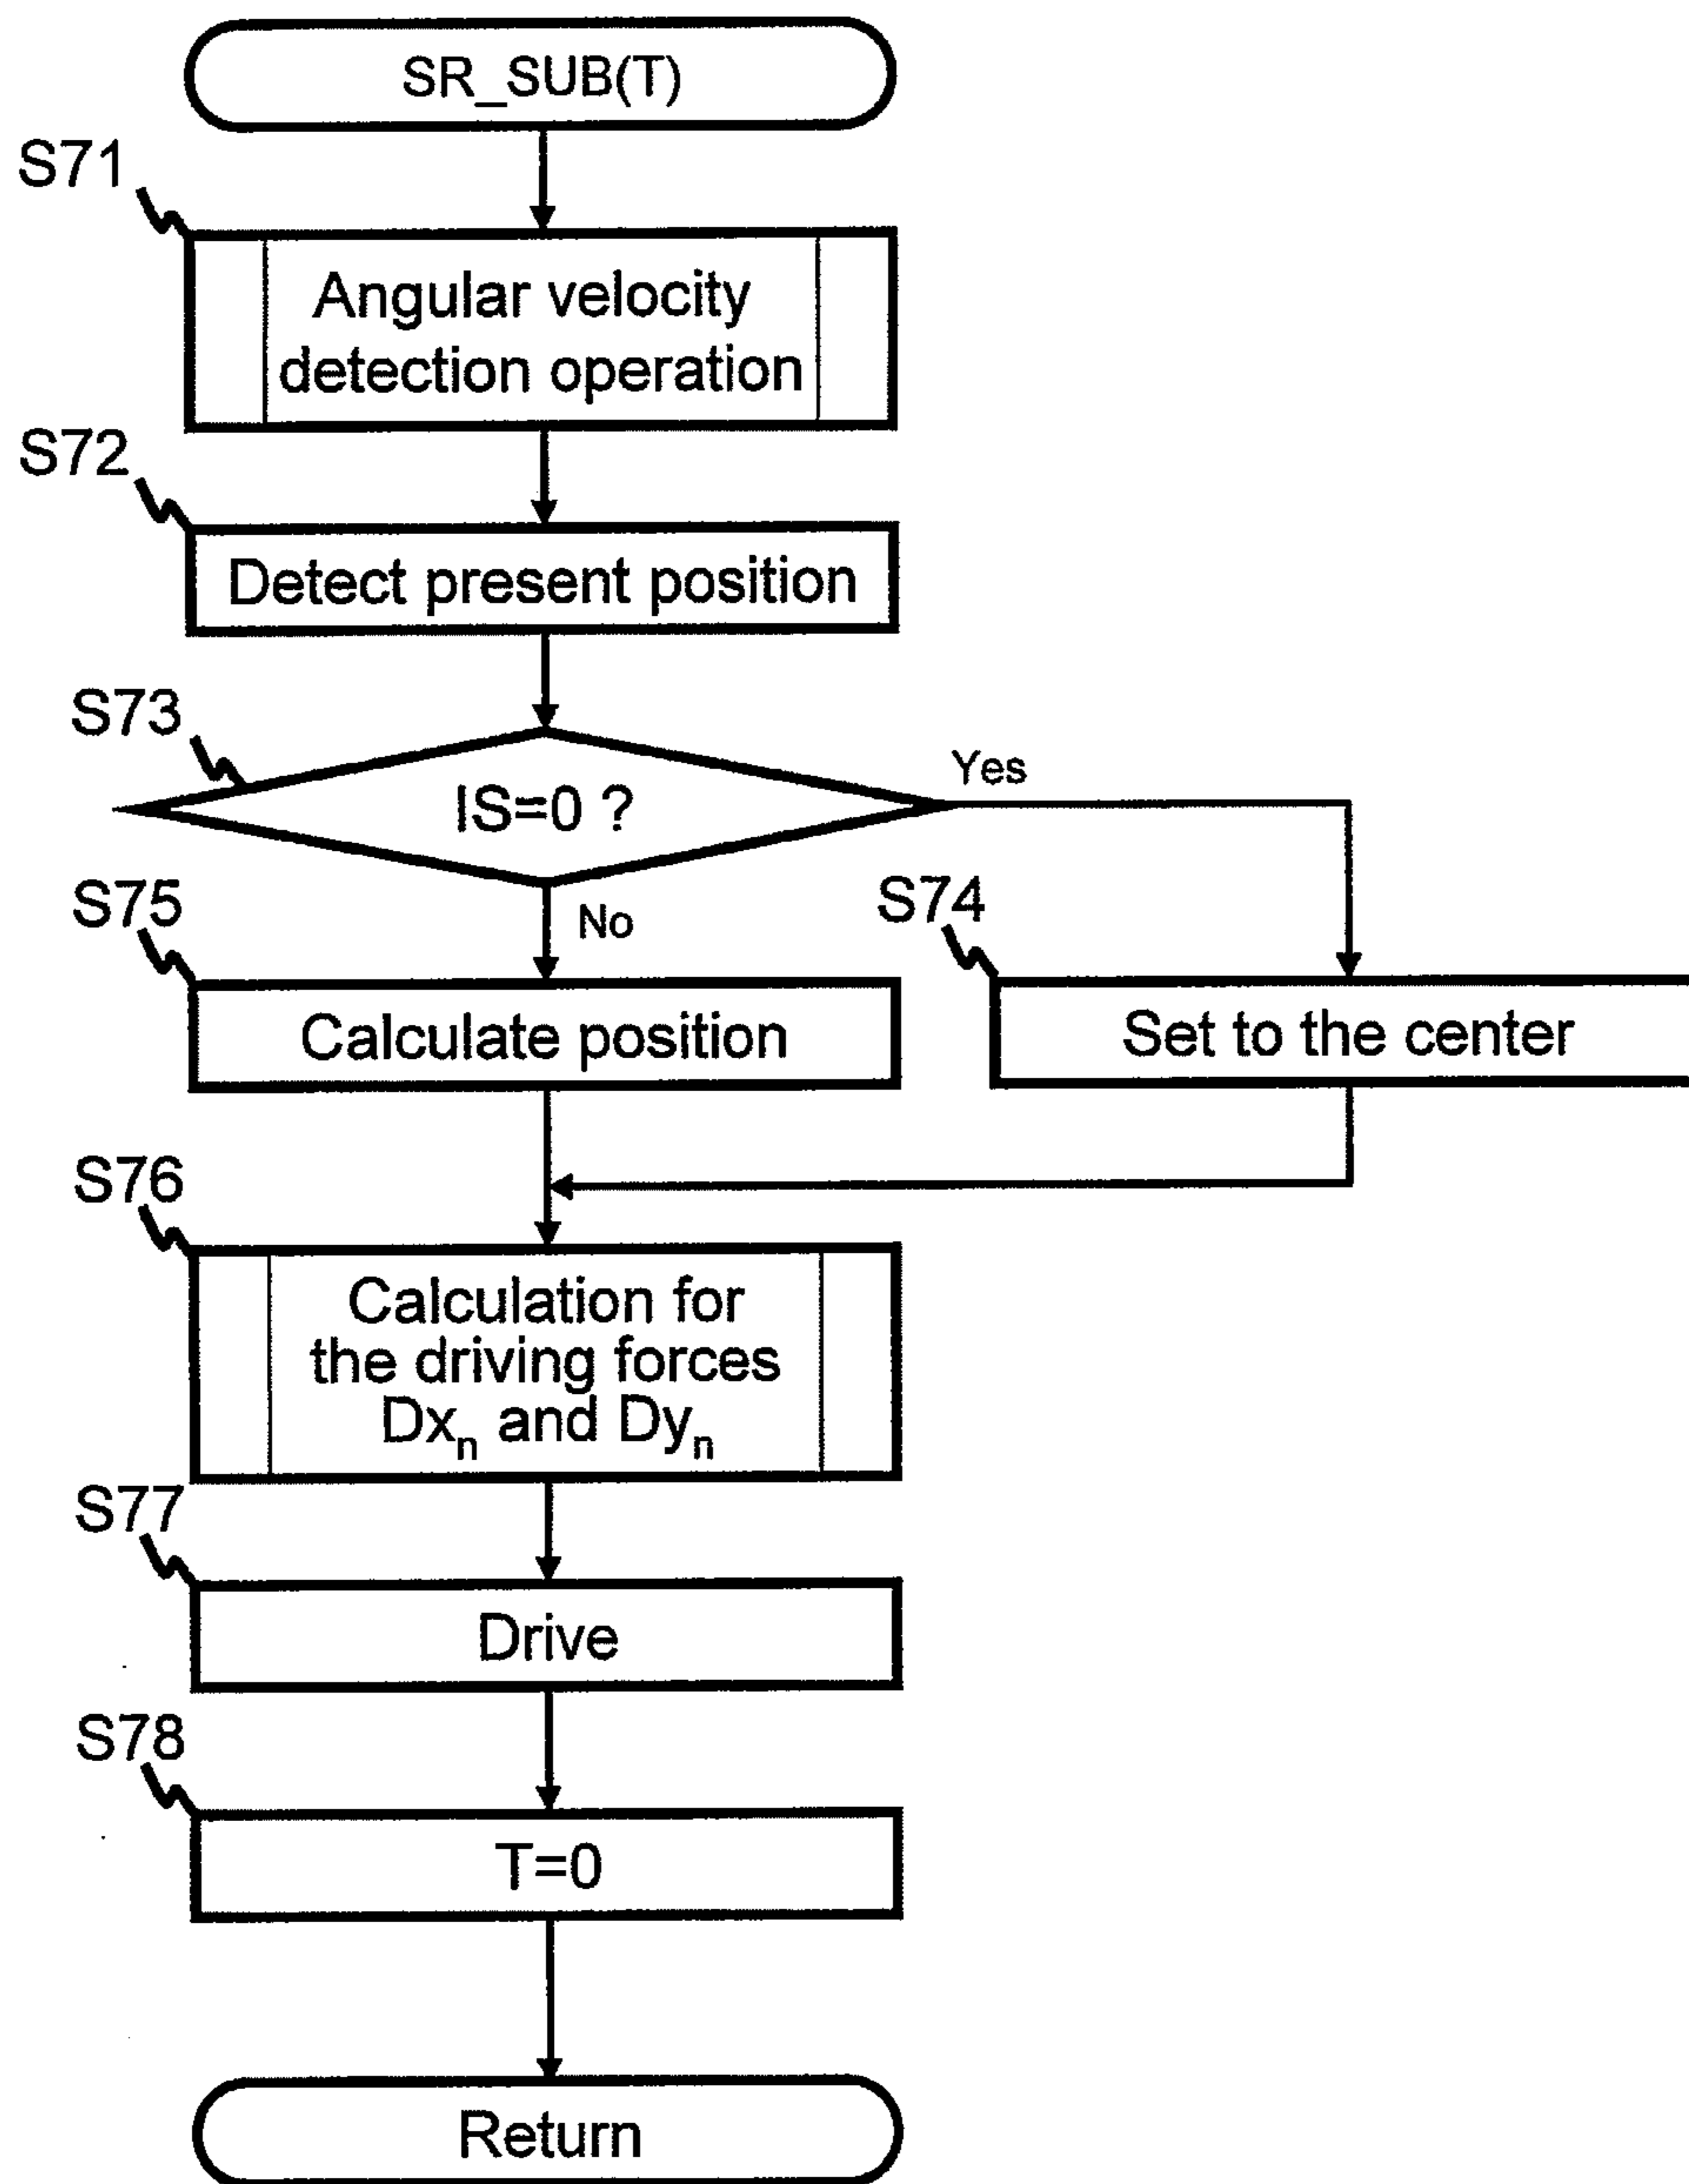 SR_SUB(T)
S71
Angular velocity
detection operation
S72
Detect present position
S73
IS=0 ?
Yes
No
S75
Calculate position
S74
Set to the center
S76
Calculation for
the driving forces
Dxn and Dyn
S77
Drive
S78
T=0
Return